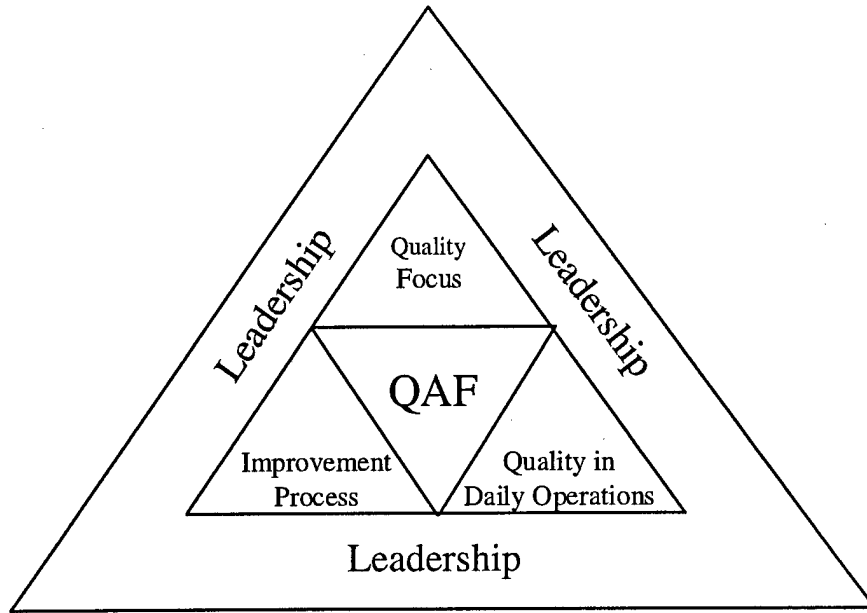 Quality
Focus
Leadership
Leadership
QAF
Improvement
Process
Quality in
Daily Operations
Leadership